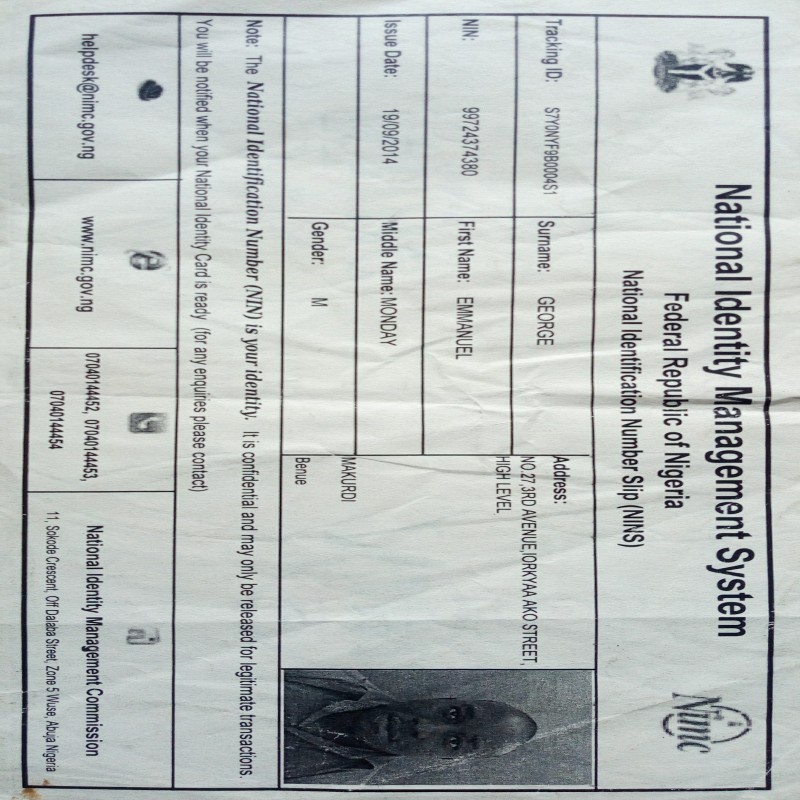 National Identity Management System
Federal Republic of Nigeria
National Identification Number Slip (NINS)
Nimc
Tracking ID: S7Y0NYF9B0004S1
Surname: GEORGE
Address:
NO.27,3RD AVENUE,IORKYAA AKO STREET,
HIGH LEVEL
NIN: 99724374380
First Name: EMMANUEL
Issue Date: 19/09/2014
Middle Name: MONDAY
MAKURDI
Gender: M
Benue
Note: The National Identification Number (NIN) is your identity. It is confidential and may only be released for legitimate transactions.
You will be notified when your National Identity Card is ready (for any enquiries please contact)
helpdesk@nimc.gov.ng
www.nimc.gov.ng
07040144452, 07040144453,
07040144454
National Identity Management Commission
11, Sokode Crescent, Off Dalaba Street, Zone 5 Wuse, Abuja Nigeria